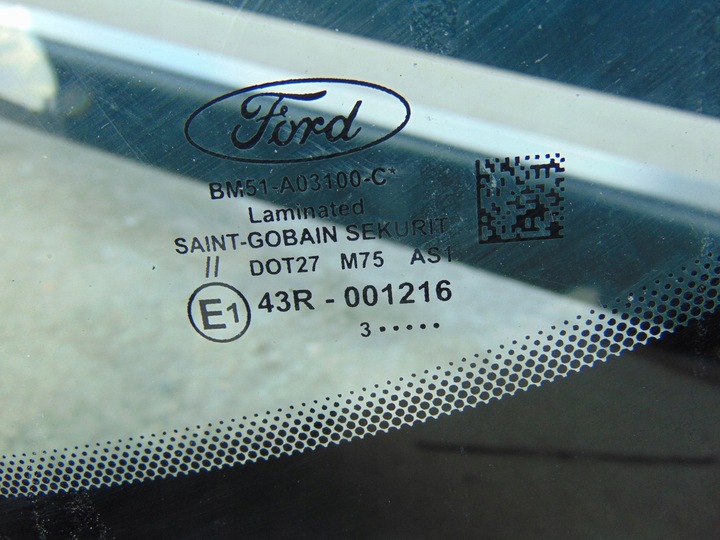 Ford
BM51-A03100-C*
Laminated
SAINT-GOBAIN SEKURIT
// DOT27 M75 AS1
E1 43R - 001216
3 •••••